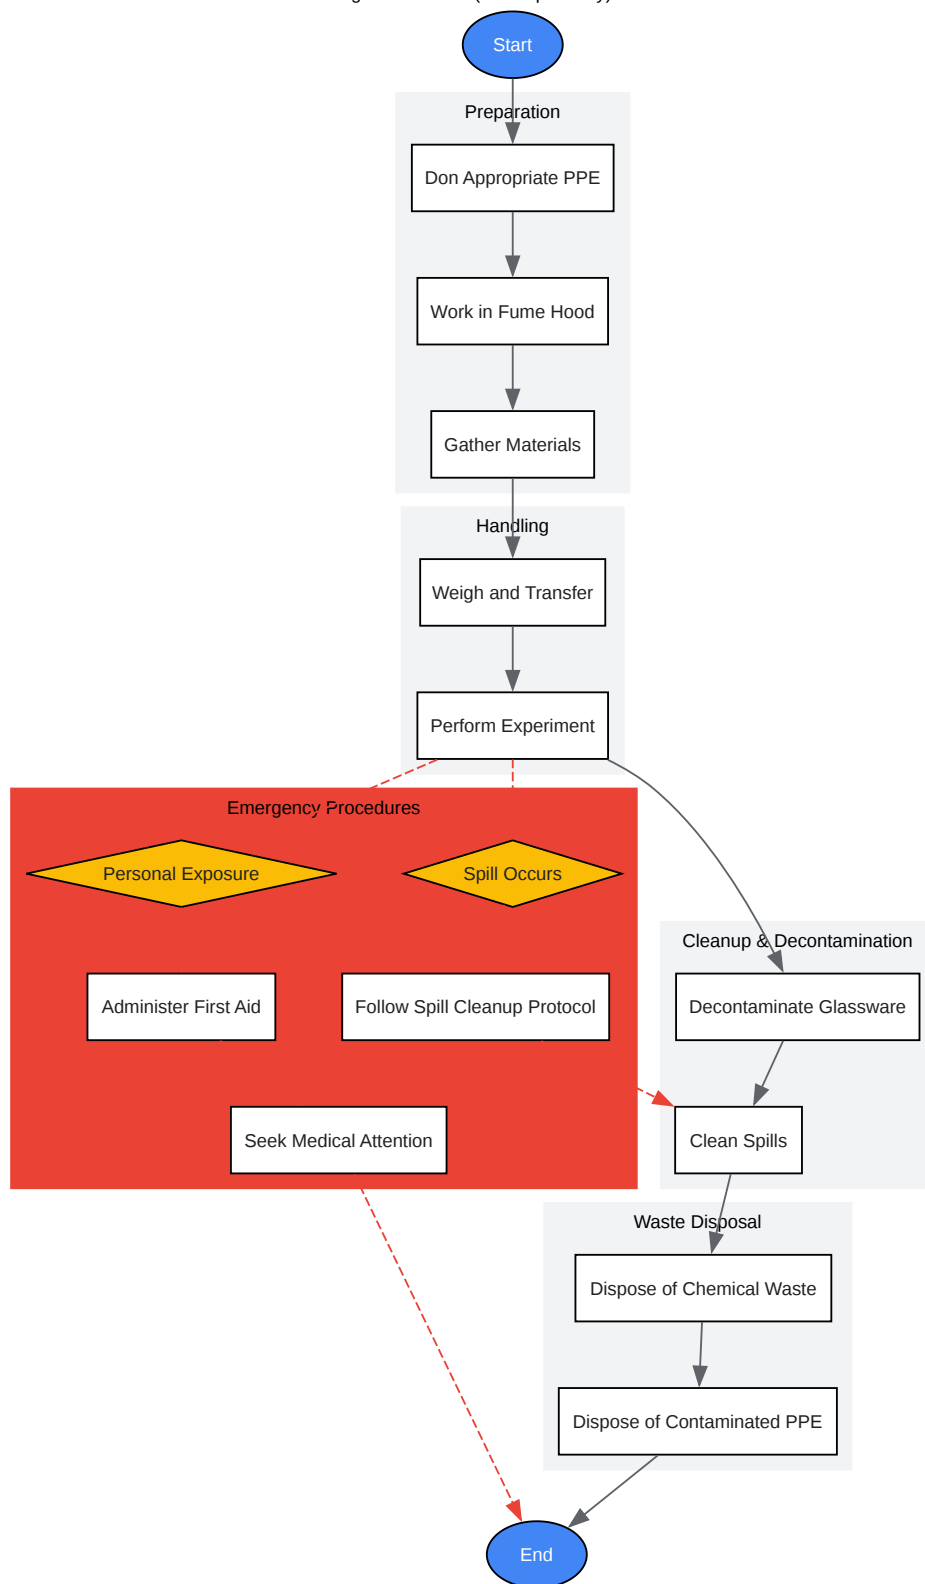 Start
Preparation
Don Appropriate PPE
Work in Fume Hood
Gather Materials
Handling
Weigh and Transfer
Perform Experiment
Emergency Procedures
Personal Exposure
Spill Occurs
Cleanup & Decontamination
Administer First Aid
Follow Spill Cleanup Protocol
Decontaminate Glassware
Seek Medical Attention
Clean Spills
Waste Disposal
Dispose of Chemical Waste
Dispose of Contaminated PPE
End